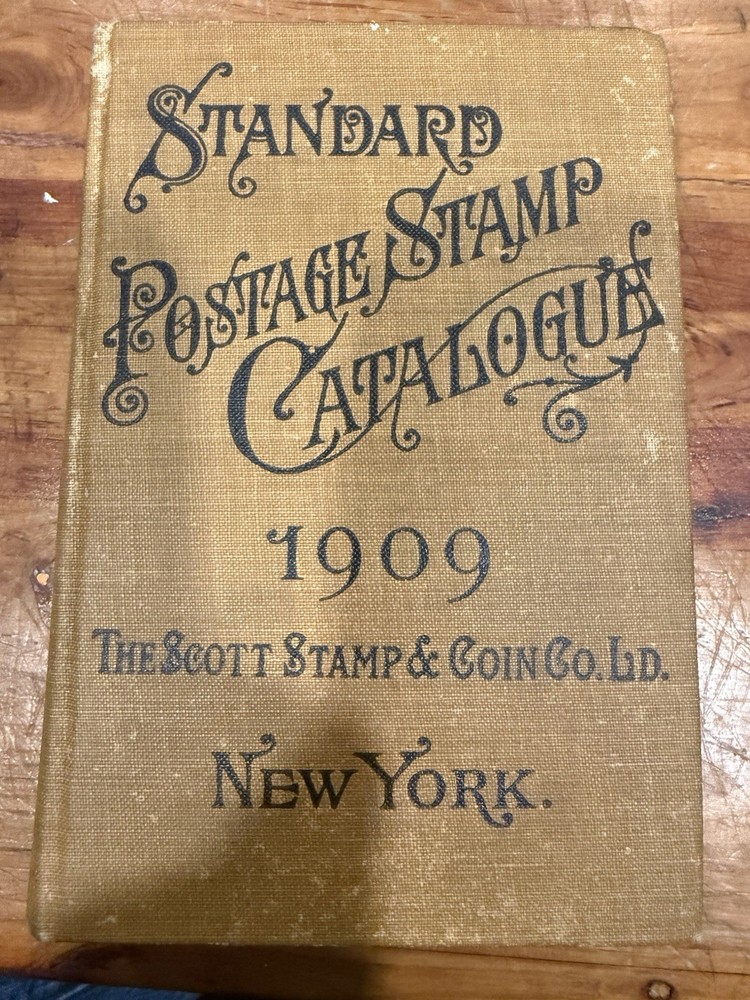 STANDARD
POSTAGE STAMP
CATALOGUE
1909
THE SCOTT STAMP & COIN CO. LD.
NEW YORK.